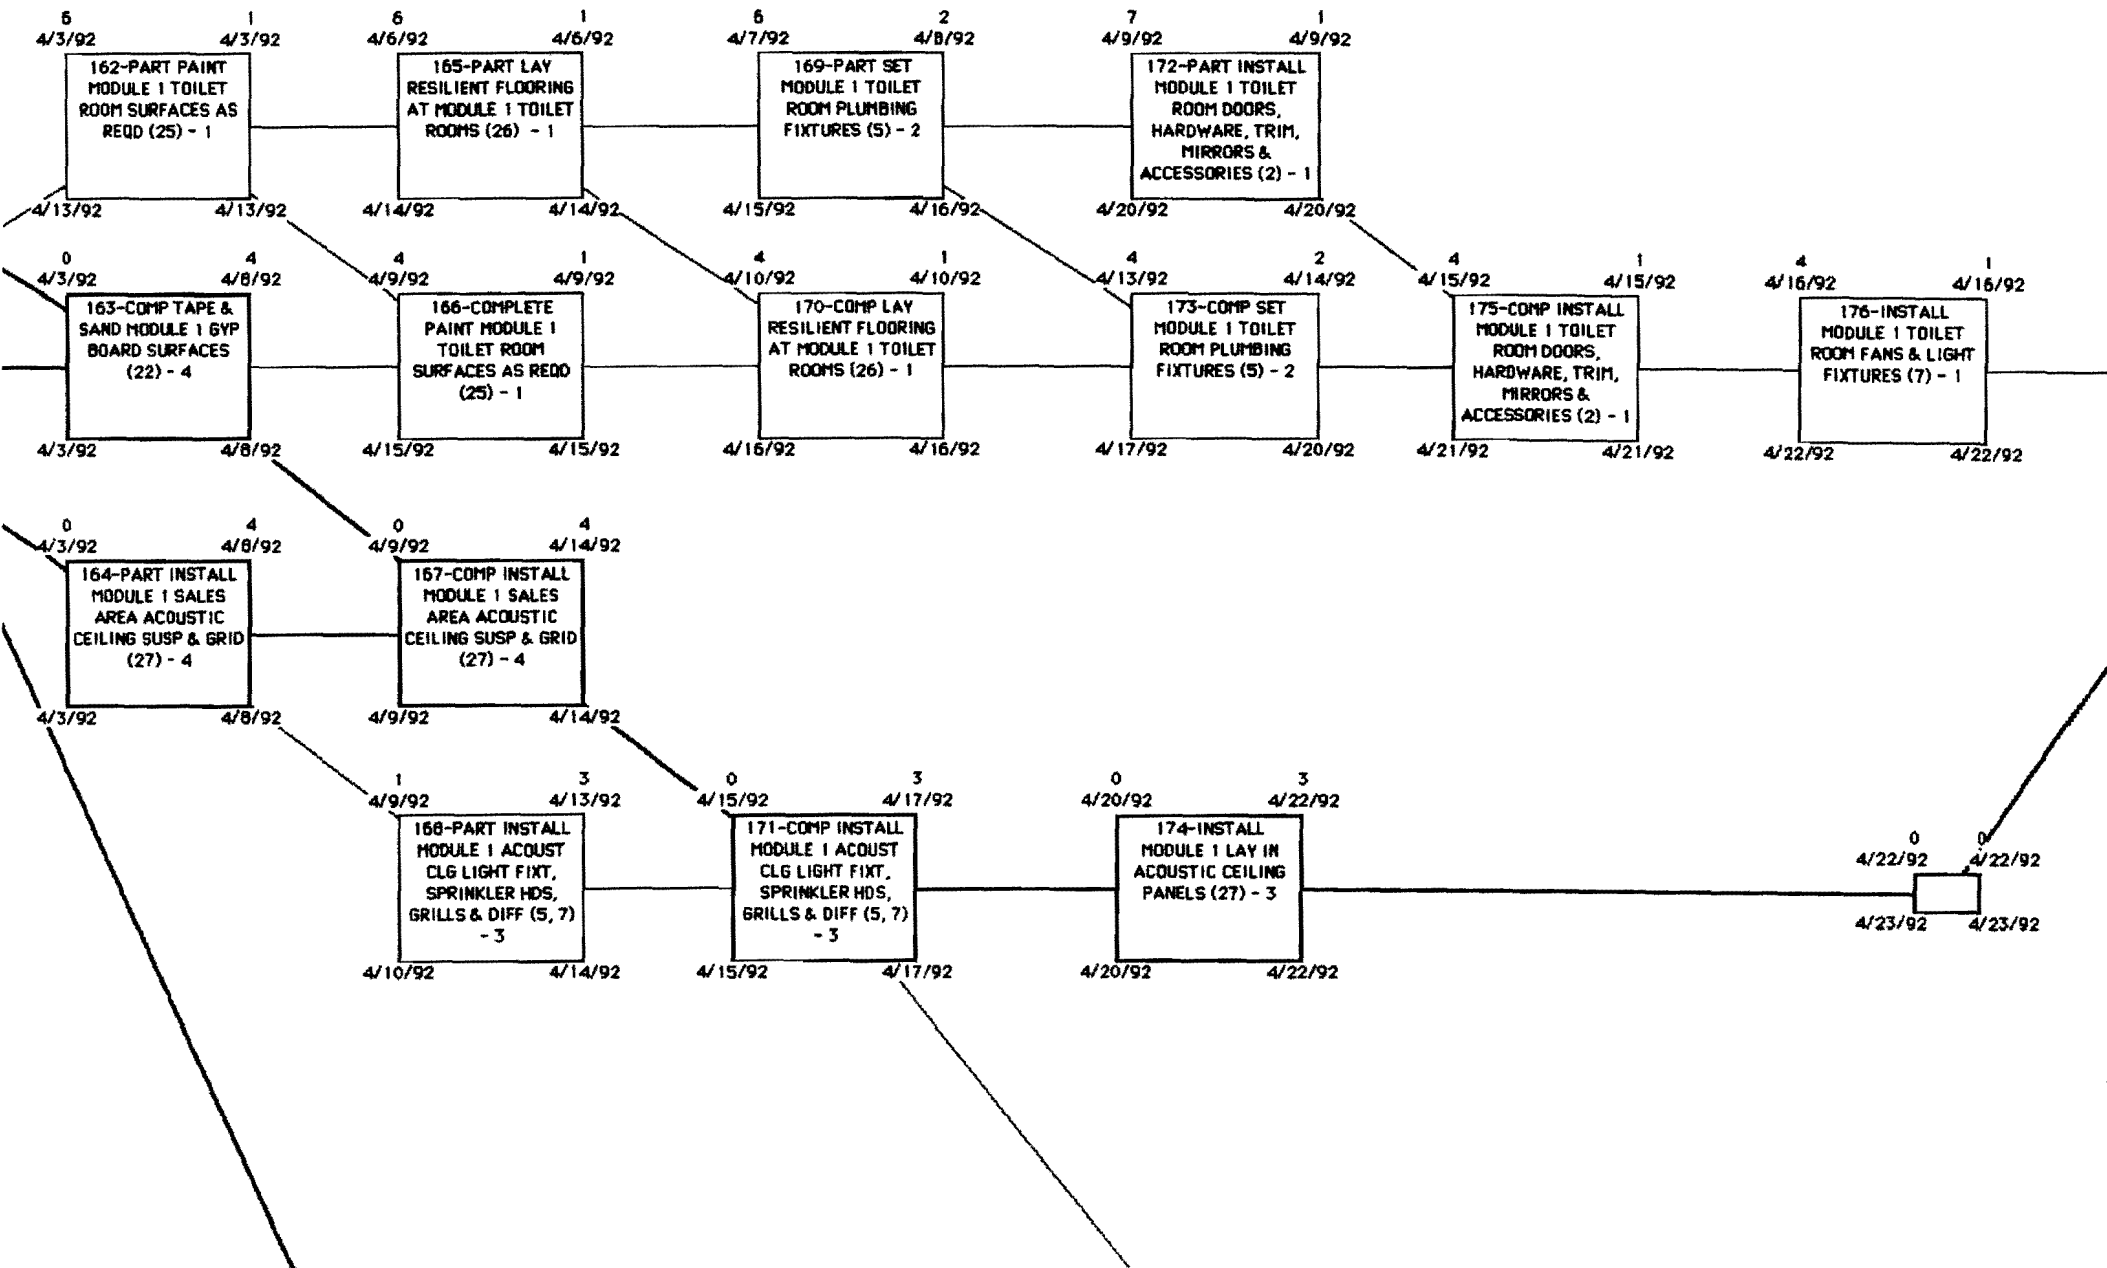 6 1 6 1 6 2 7 1
4/3/92 4/3/92 4/6/92 4/6/92 4/7/92 4/8/92 4/9/92 4/9/92
162-PART PAINT
MODULE 1 TOILET
ROOM SURFACES AS
REQD (25) - 1
165-PART LAY
RESILIENT FLOORING
AT MODULE 1 TOILET
ROOMS (26) - 1
169-PART SET
MODULE 1 TOILET
ROOM PLUMBING
FIXTURES (5) - 2
172-PART INSTALL
MODULE 1 TOILET
ROOM DOORS,
HARDWARE, TRIM,
MIRRORS &
ACCESSORIES (2) - 1
4/13/92 4/13/92 4/14/92 4/14/92 4/15/92 4/16/92 4/20/92 4/20/92
0 4 4 1 4 1 4 2 4 1 4 1
4/3/92 4/8/92 4/9/92 4/9/92 4/10/92 4/10/92 4/13/92 4/14/92 4/15/92 4/15/92 4/16/92 4/16/92
163-COMP TAPE &
SAND MODULE 1 GYP
BOARD SURFACES
(22) - 4
166-COMPLETE
PAINT MODULE 1
TOILET ROOM
SURFACES AS REQD
(25) - 1
170-COMP LAY
RESILIENT FLOORING
AT MODULE 1 TOILET
ROOMS (26) - 1
173-COMP SET
MODULE 1 TOILET
ROOM PLUMBING
FIXTURES (5) - 2
175-COMP INSTALL
MODULE 1 TOILET
ROOM DOORS,
HARDWARE, TRIM,
MIRRORS &
ACCESSORIES (2) - 1
176-INSTALL
MODULE 1 TOILET
ROOM FANS & LIGHT
FIXTURES (7) - 1
4/3/92 4/8/92 4/15/92 4/15/92 4/16/92 4/16/92 4/17/92 4/20/92 4/21/92 4/21/92 4/22/92 4/22/92
0 4 0 4
4/3/92 4/8/92 4/9/92 4/14/92
164-PART INSTALL
MODULE 1 SALES
AREA ACOUSTIC
CEILING SUSP & GRID
(27) - 4
167-COMP INSTALL
MODULE 1 SALES
AREA ACOUSTIC
CEILING SUSP & GRID
(27) - 4
4/3/92 4/8/92 4/9/92 4/14/92
1 3 0 3 0 3
4/9/92 4/13/92 4/15/92 4/17/92 4/20/92 4/22/92
168-PART INSTALL
MODULE 1 ACOUST
CLG LIGHT FIXT,
SPRINKLER HDS,
GRILLS & DIFF (5, 7)
- 3
171-COMP INSTALL
MODULE 1 ACOUST
CLG LIGHT FIXT,
SPRINKLER HDS,
GRILLS & DIFF (5, 7)
- 3
174-INSTALL
MODULE 1 LAY IN
ACOUSTIC CEILING
PANELS (27) - 3
4/10/92 4/14/92 4/15/92 4/17/92 4/20/92 4/22/92
0 0
4/22/92 4/22/92
4/23/92 4/23/92